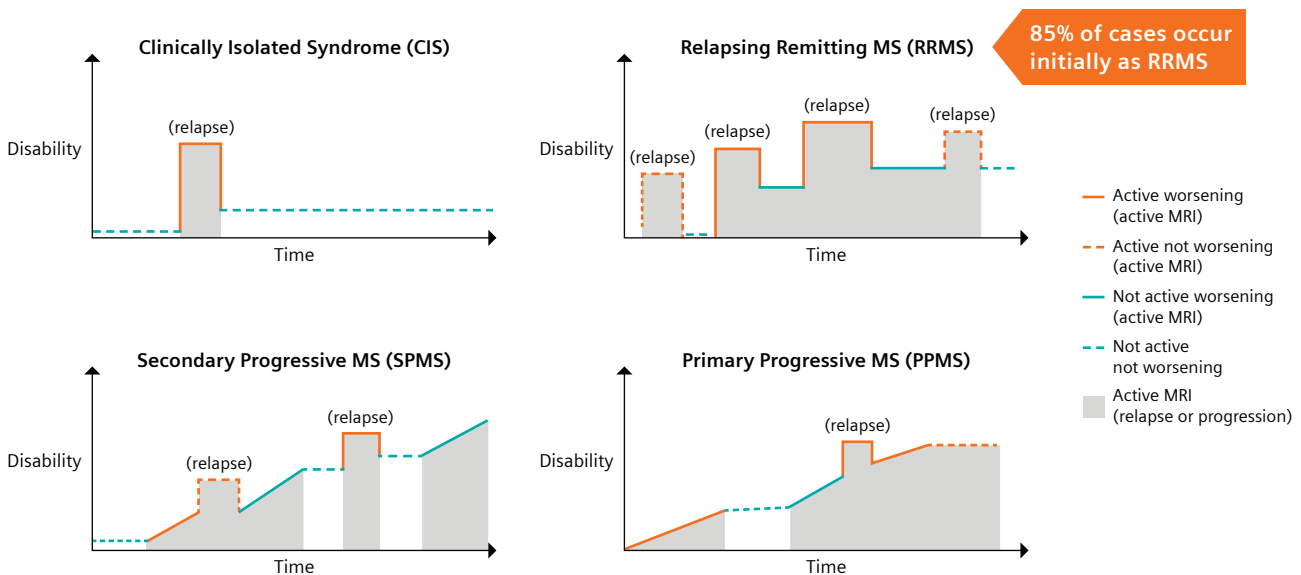 Clinically Isolated Syndrome (CIS)
Disability
(relapse)
Time
Relapsing Remitting MS (RRMS)
85% of cases occur
initially as RRMS
Disability
(relapse)
(relapse)
(relapse)
(relapse)
Time
Active worsening
(active MRI)
Active not worsening
(active MRI)
Not active worsening
(active MRI)
Not active
not worsening
Active MRI
(relapse or progression)
Secondary Progressive MS (SPMS)
Disability
(relapse)
(relapse)
Time
Primary Progressive MS (PPMS)
Disability
(relapse)
Time